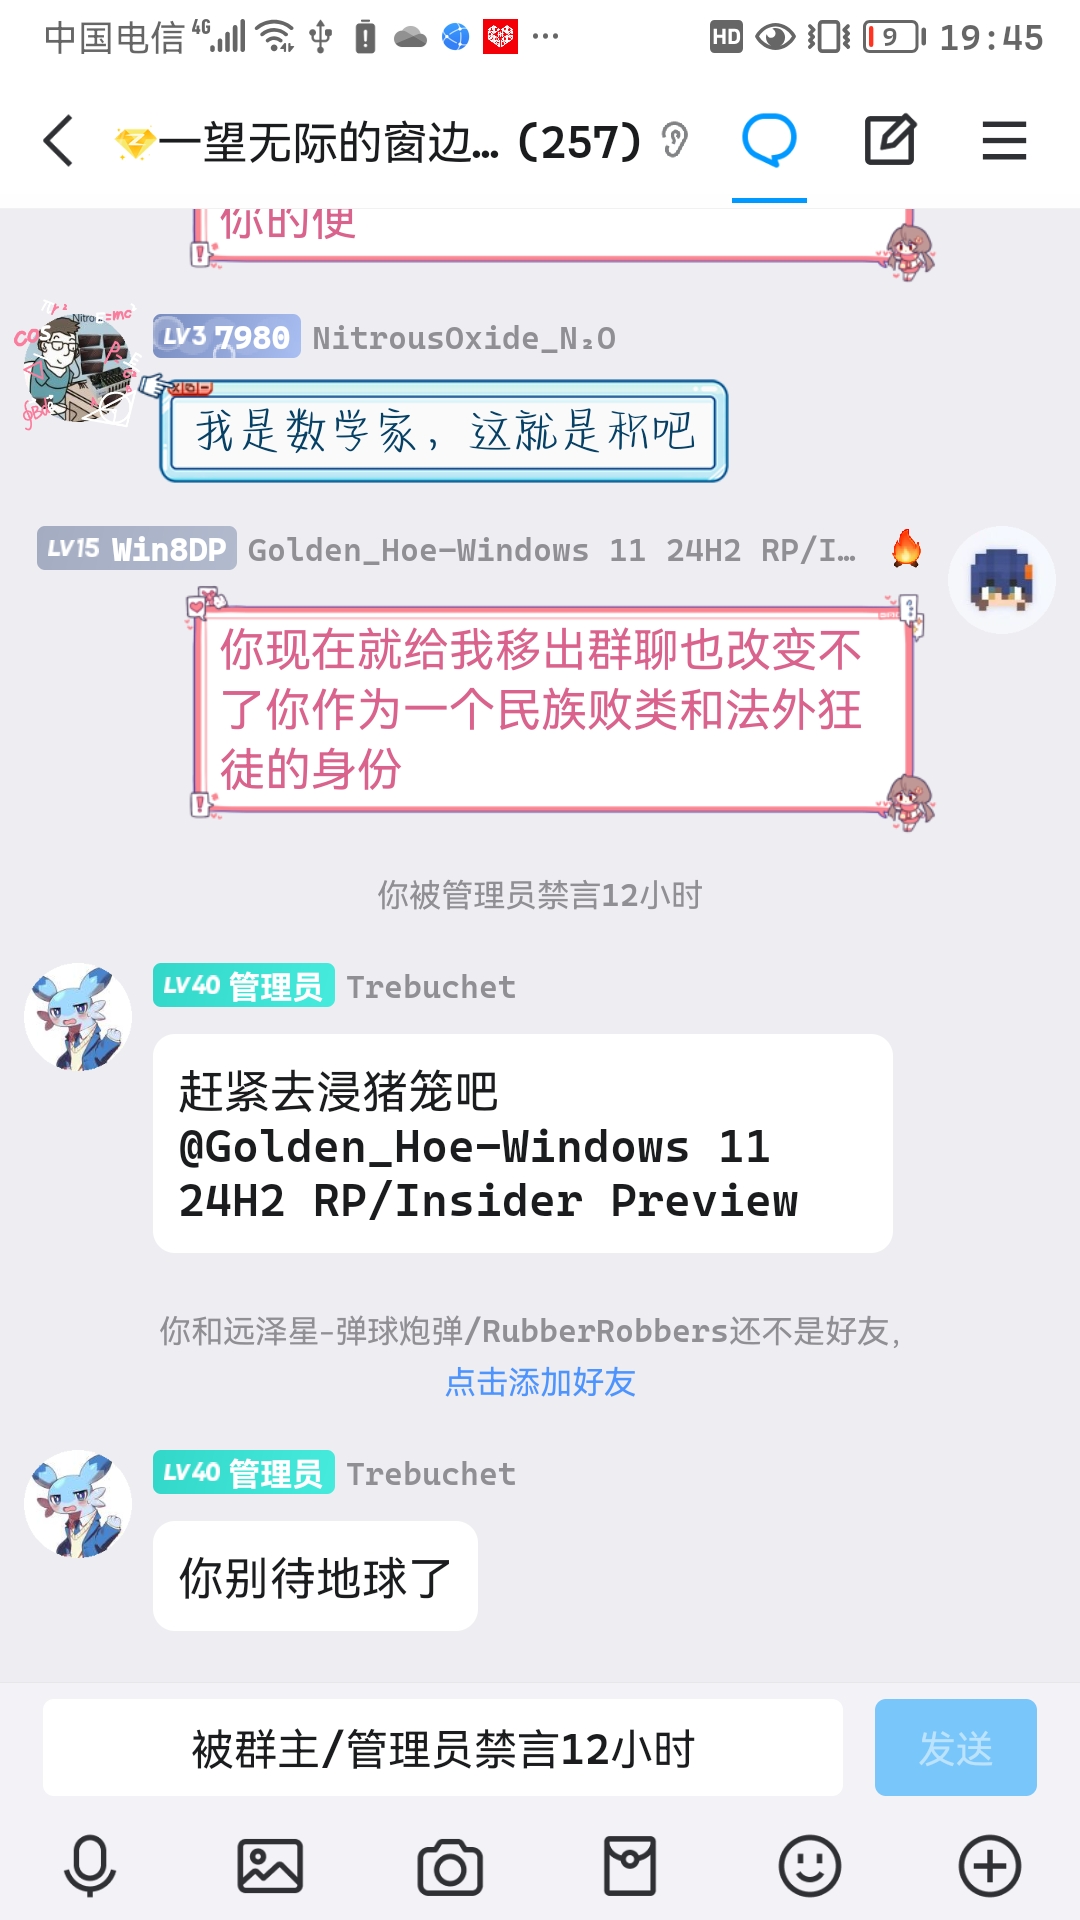 中国电信 4G HD 9 19:45
一望无际的窗边... (257)
你的便
LV3 7980 NitrousOxide_N₂O
我是数学家，这就是积吧
LV15 Win8DP Golden_Hoe-Windows 11 24H2 RP/I...
你现在就给我移出群聊也改变不
了你作为一个民族败类和法外狂
徒的身份
你被管理员禁言12小时
LV40 管理员 Trebuchet
赶紧去浸猪笼吧
@Golden_Hoe-Windows 11
24H2 RP/Insider Preview
你和远泽星-弹球炮弹/RubberRobbers还不是好友，
点击添加好友
LV40 管理员 Trebuchet
你别待地球了
被群主/管理员禁言12小时
发送